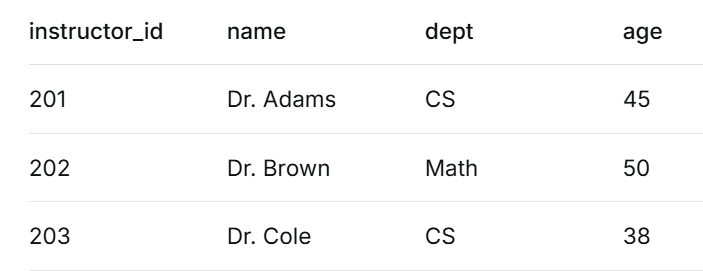 instructor_id name dept age
201 Dr. Adams CS 45
202 Dr. Brown Math 50
203 Dr. Cole CS 38